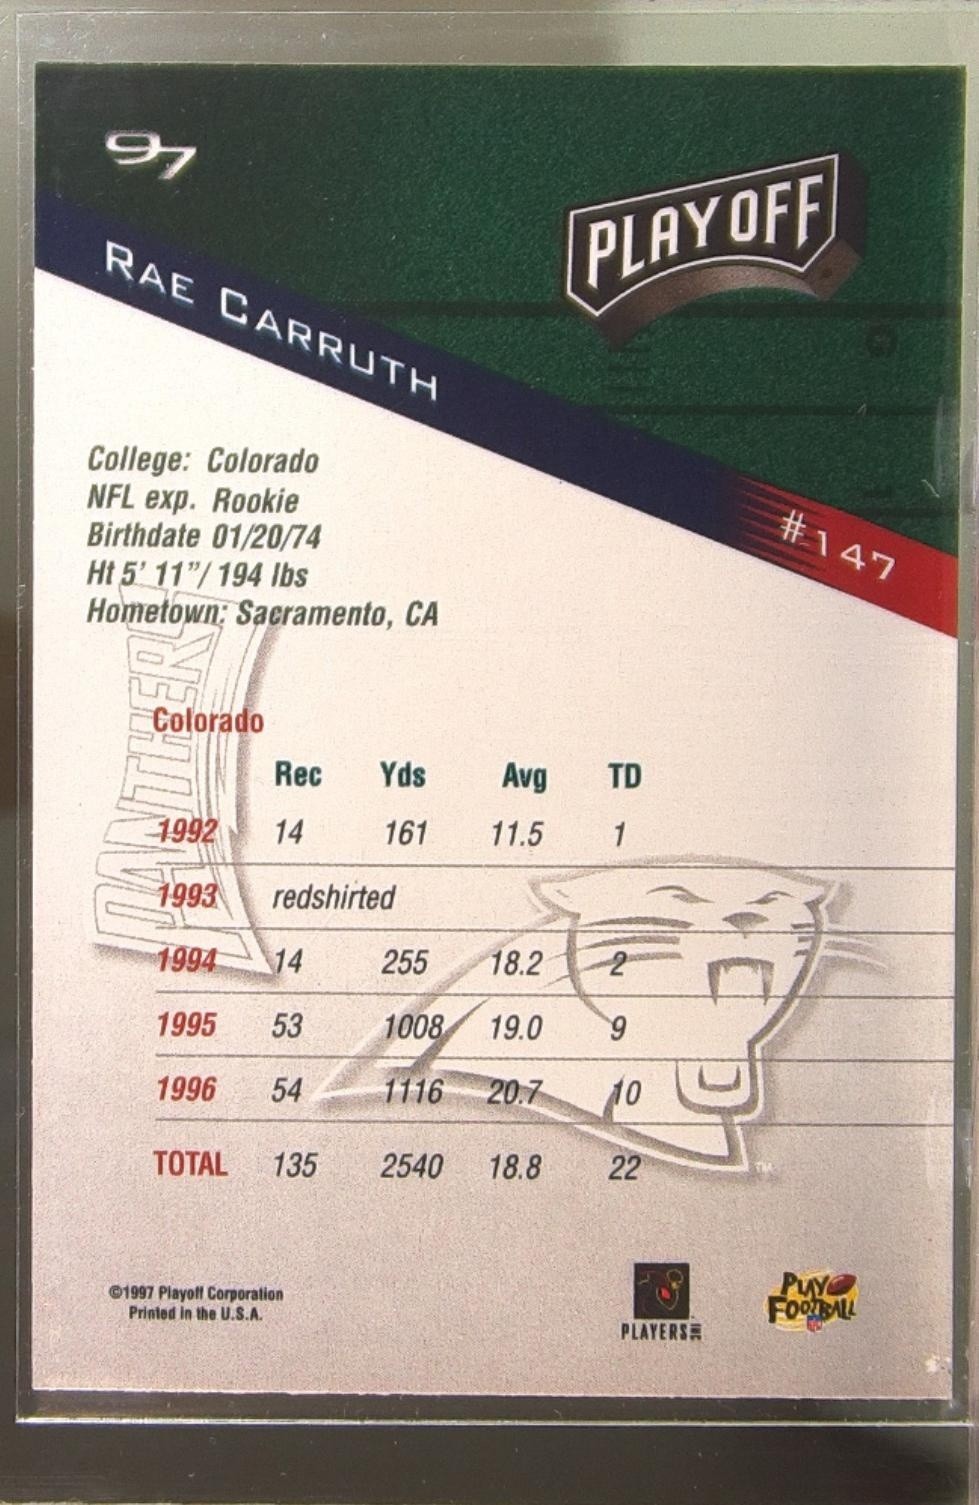 97
PLAYOFF
RAE CARRUTH
#147
College: Colorado
NFL exp. Rookie
Birthdate 01/20/74
Ht 5' 11"/ 194 lbs
Hometown: Sacramento, CA
PANTHERS
Colorado
Rec Yds Avg TD
1992 14 161 11.5 1
1993 redshirted
1994 14 255 18.2 2
1995 53 1008 19.0 9
1996 54 1116 20.7 10
TOTAL 135 2540 18.8 22
TM
©1997 Playoff Corporation
Printed in the U.S.A.
PLAYERS INC
PLAY
FOOTBALL
NFL